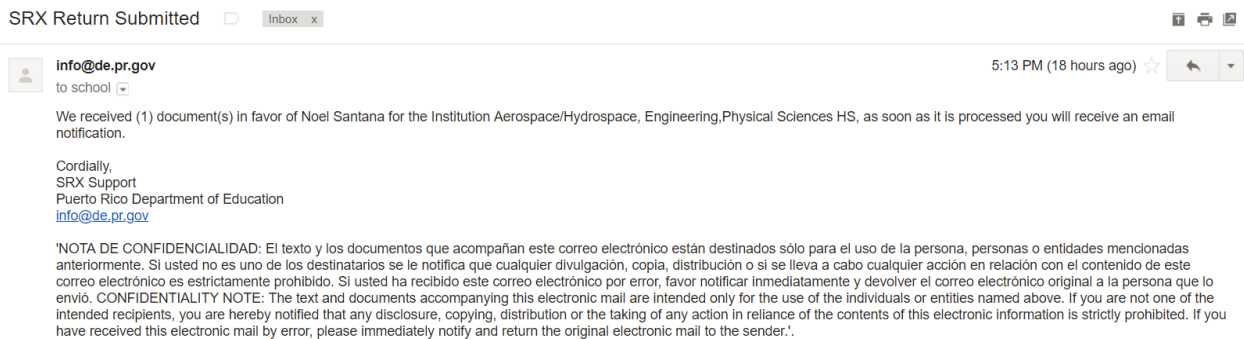 SRX Return Submitted
Inbox x
info@de.pr.gov
5:13 PM (18 hours ago)
to school
We received (1) document(s) in favor of Noel Santana for the Institution Aerospace/Hydrospace, Engineering,Physical Sciences HS, as soon as it is processed you will receive an email
notification.
Cordially,
SRX Support
Puerto Rico Department of Education
info@de.pr.gov
'NOTA DE CONFIDENCIALIDAD: El texto y los documentos que acompañan este correo electrónico están destinados sólo para el uso de la persona, personas o entidades mencionadas
anteriormente. Si usted no es uno de los destinatarios se le notifica que cualquier divulgación, copia, distribución o si se lleva a cabo cualquier acción en relación con el contenido de este
correo electrónico es estrictamente prohibido. Si usted ha recibido este correo electrónico por error, favor notificar inmediatamente y devolver el correo electrónico original a la persona que lo
envió. CONFIDENTIALITY NOTE: The text and documents accompanying this electronic mail are intended only for the use of the individuals or entities named above. If you are not one of the
intended recipients, you are hereby notified that any disclosure, copying, distribution or the taking of any action in reliance of the contents of this electronic information is strictly prohibited. If you
have received this electronic mail by error, please immediately notify and return the original electronic mail to the sender.'.